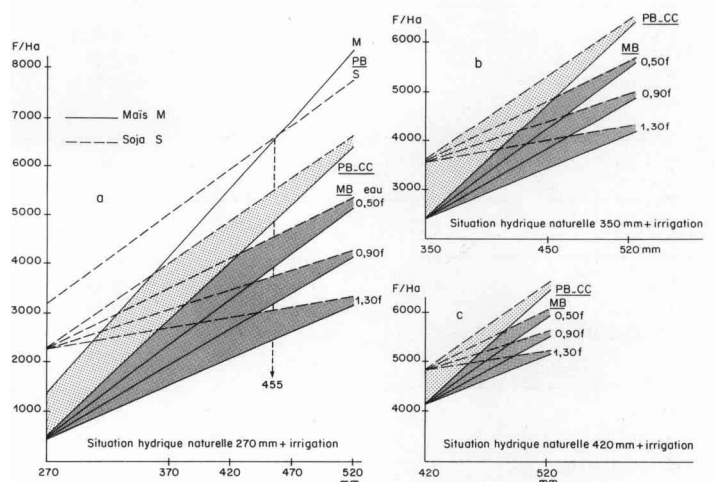 F/Ha
8000
7000
6000
5000
4000
3000
2000
1000
M
PB
S
Maïs M
Soja S
a
PB_CC
MB eau
0,50f
0,90f
1,30f
455
Situation hydrique naturelle 270 mm + irrigation
270 370 420 470 520
mm
F/Ha
6000
5000
4000
3000
b
PB_CC
MB
0,50f
0,90f
1,30f
Situation hydrique naturelle 350 mm + irrigation
350 450 520 mm
F/Ha
6000
5000
4000
c
PB_CC
MB
0,50f
0,60f
1,30f
Situation hydrique naturelle 420 mm + irrigation
420 520
mm